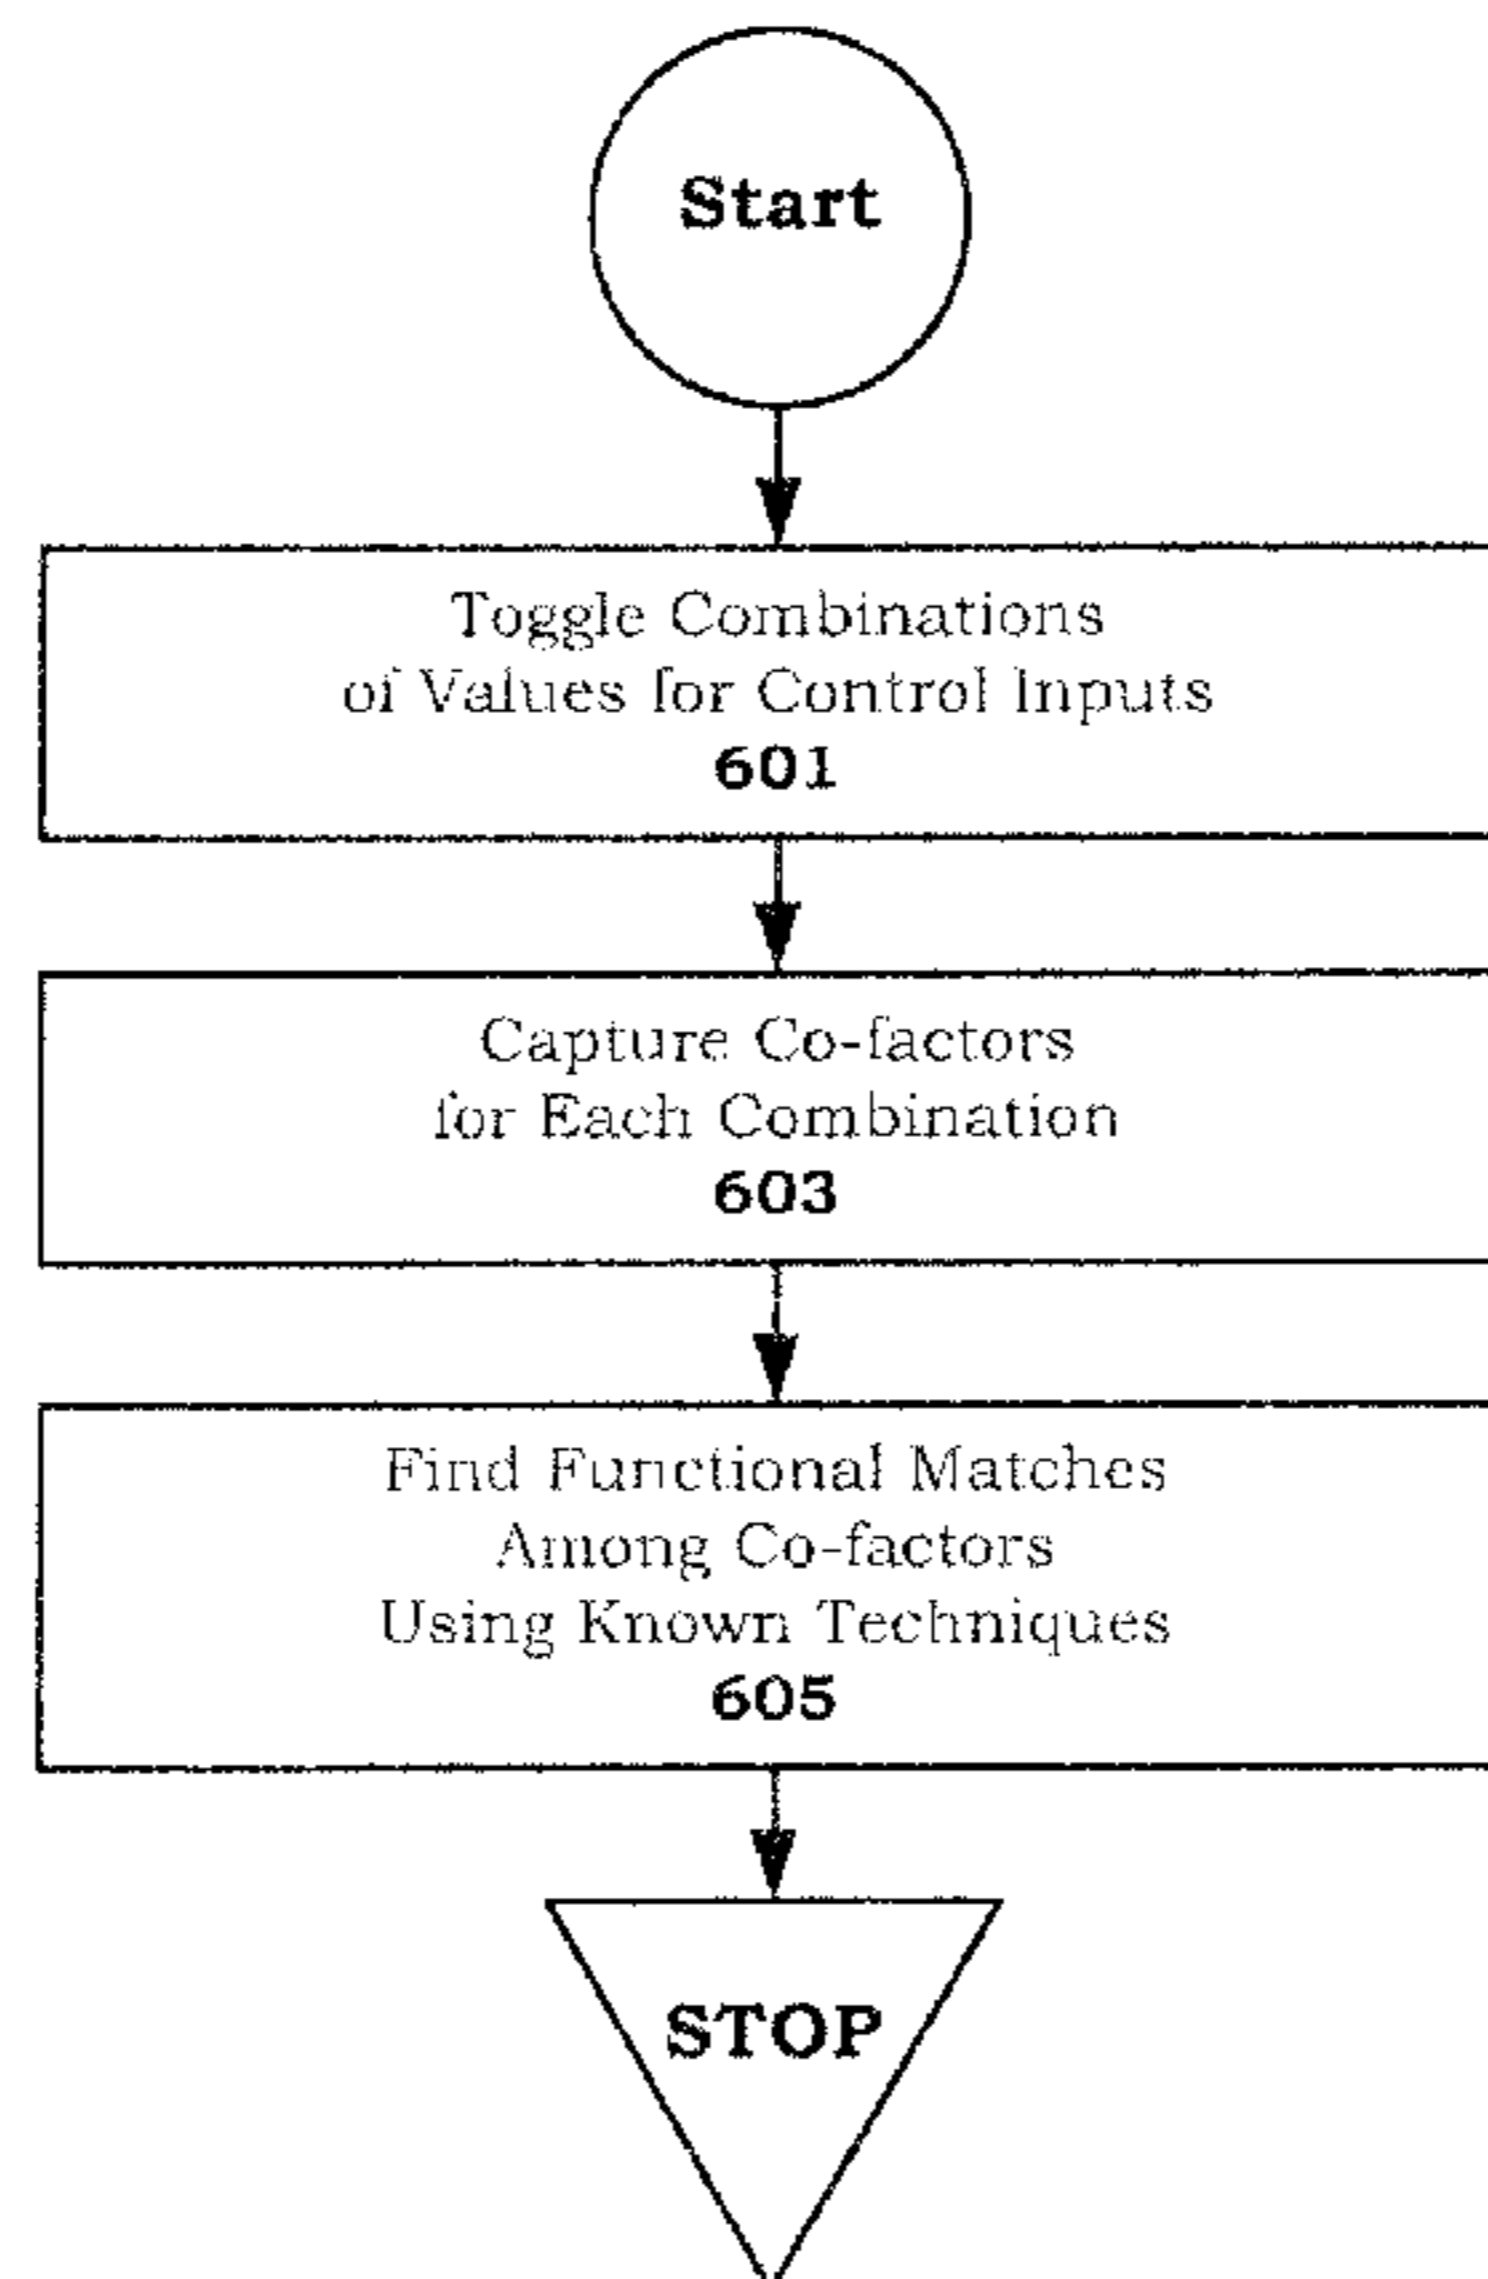 Start
Toggle Combinations
of Values for Control Inputs
601
Capture Co-factors
for Each Combination
603
Find Functional Matches
Among Co-factors
Using Known Techniques
605
STOP